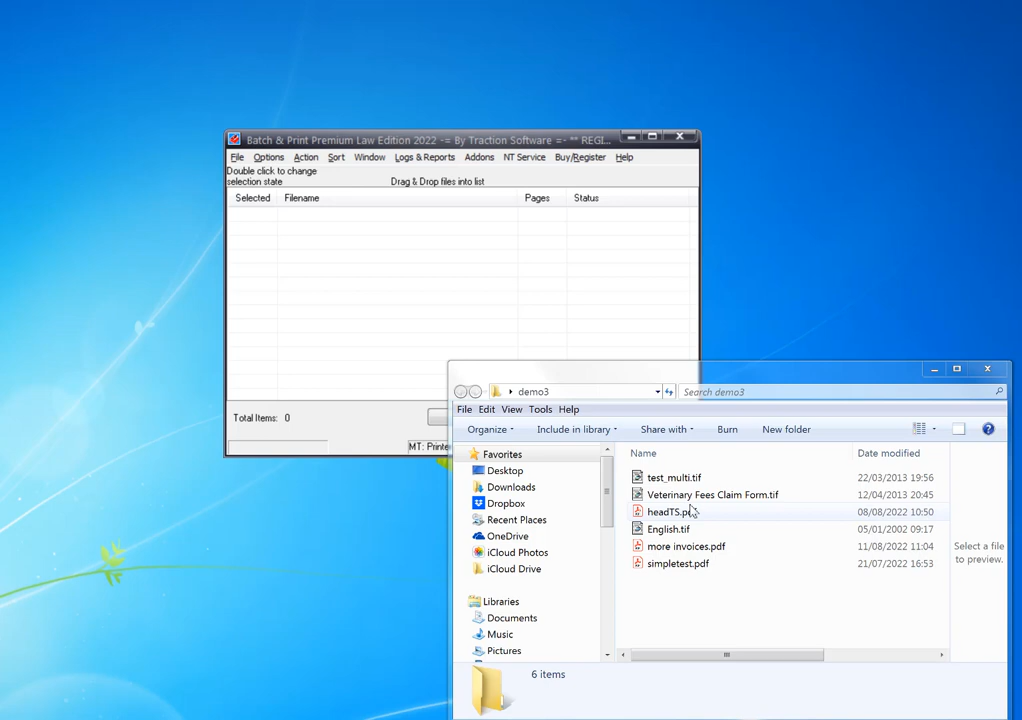 Batch & Print Premium Law Edition 2022 -= By Traction Software =- ** REGI...
File Options Action Sort Window Logs & Reports Addons NT Service Buy/Register Help
Double click to change
selection state
Drag & Drop files into list
Selected Filename Pages Status
Total Items: 0
MT: Printe
demo3
Search demo3
File Edit View Tools Help
Organize Include in library Share with Burn New folder
Favorites
Desktop
Downloads
Dropbox
Recent Places
OneDrive
iCloud Photos
iCloud Drive
Libraries
Documents
Music
Pictures
Name Date modified
test_multi.tif 22/03/2013 19:56
Veterinary Fees Claim Form.tif 12/04/2013 20:45
headTS.pdf 08/08/2022 10:50
English.tif 05/01/2002 09:17
more invoices.pdf 11/08/2022 11:04
simpletest.pdf 21/07/2022 16:53
Select a file
to preview.
6 items